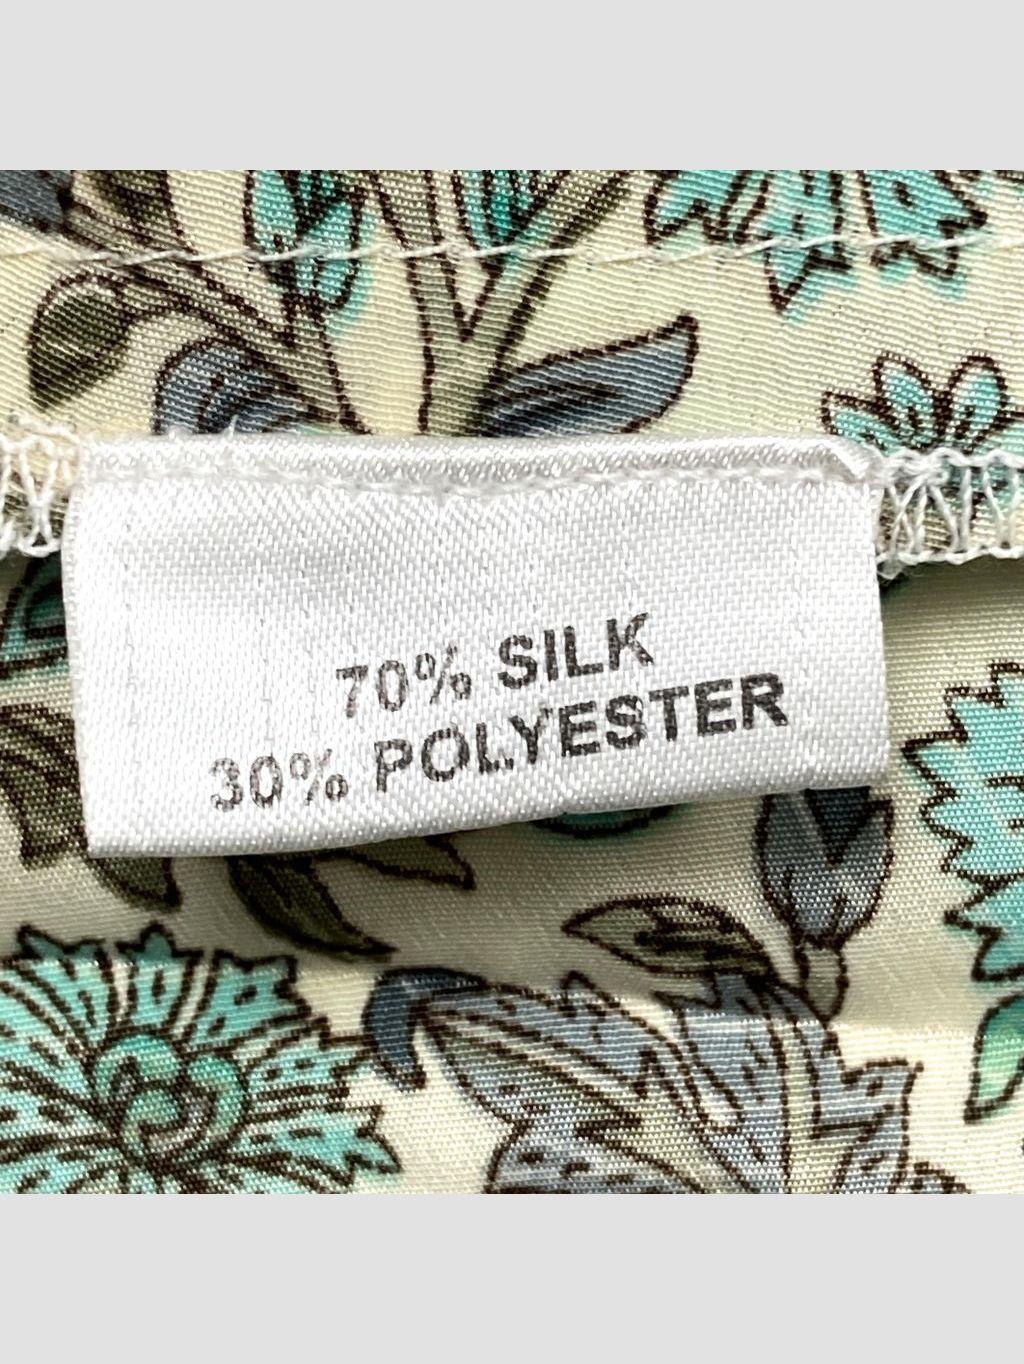 70% SILK
30% POLYESTER